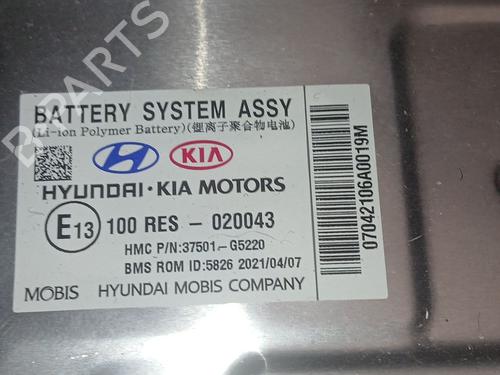 B-PARTS
BATTERY SYSTEM ASSY
(Li-ion Polymer Battery)(锂离子聚合物电池)
KIA
HYUNDAI · KIA MOTORS
E13 100 RES - 020043
HMC P/N:37501-G5220
BMS ROM ID:5826 2021/04/07
MOBIS HYUNDAI MOBIS COMPANY
07042106A0019M